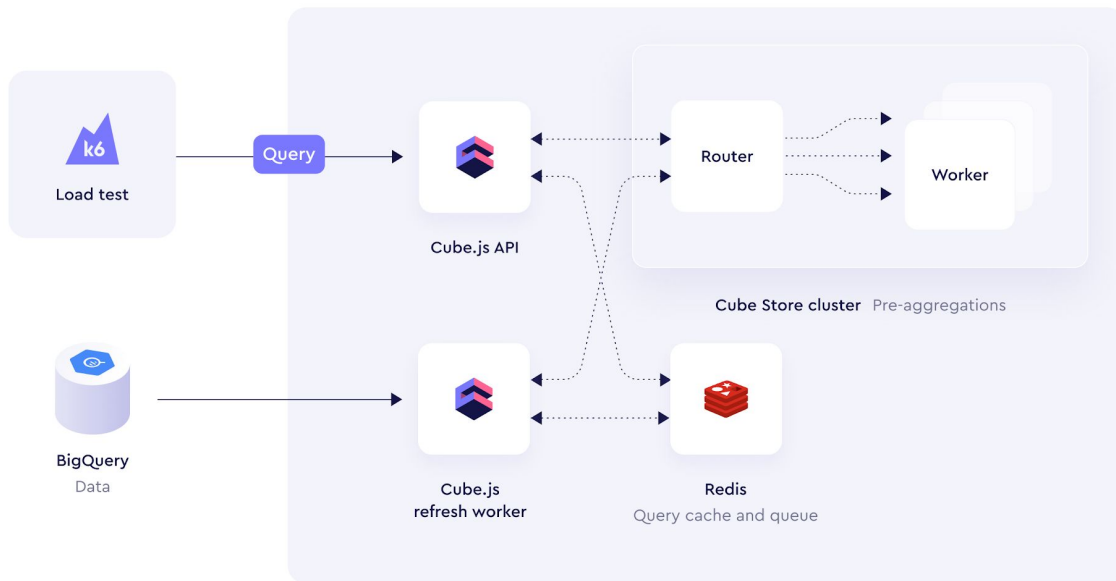 k6
Load test
Query
Cube.js API
Router
Worker
Cube Store cluster Pre-aggregations
BigQuery
Data
Cube.js
refresh worker
Redis
Query cache and queue